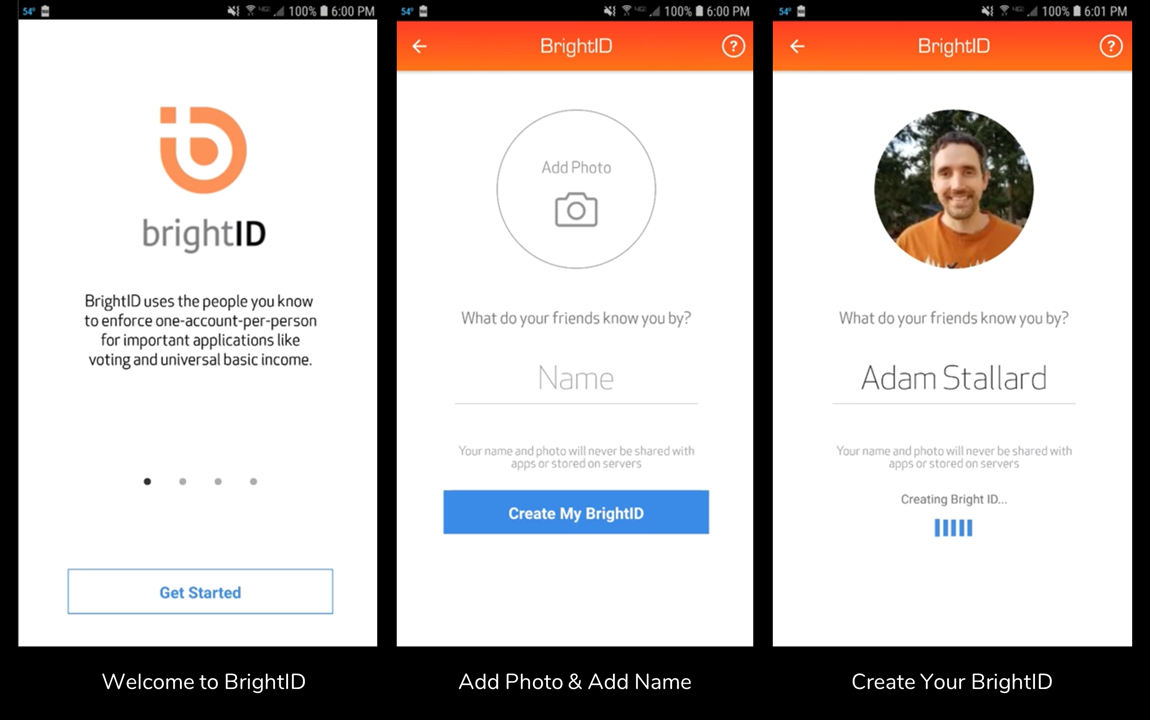 54° 100% 6:00 PM
brightID
BrightID uses the people you know
to enforce one-account-per-person
for important applications like
voting and universal basic income.
Get Started
Welcome to BrightID
54° 100% 6:00 PM
BrightID ?
Add Photo
What do your friends know you by?
Name
Your name and photo will never be shared with
apps or stored on servers
Create My BrightID
Add Photo & Add Name
54° 100% 6:01 PM
BrightID ?
What do your friends know you by?
Adam Stallard
Your name and photo will never be shared with
apps or stored on servers
Creating Bright ID...
Create Your BrightID